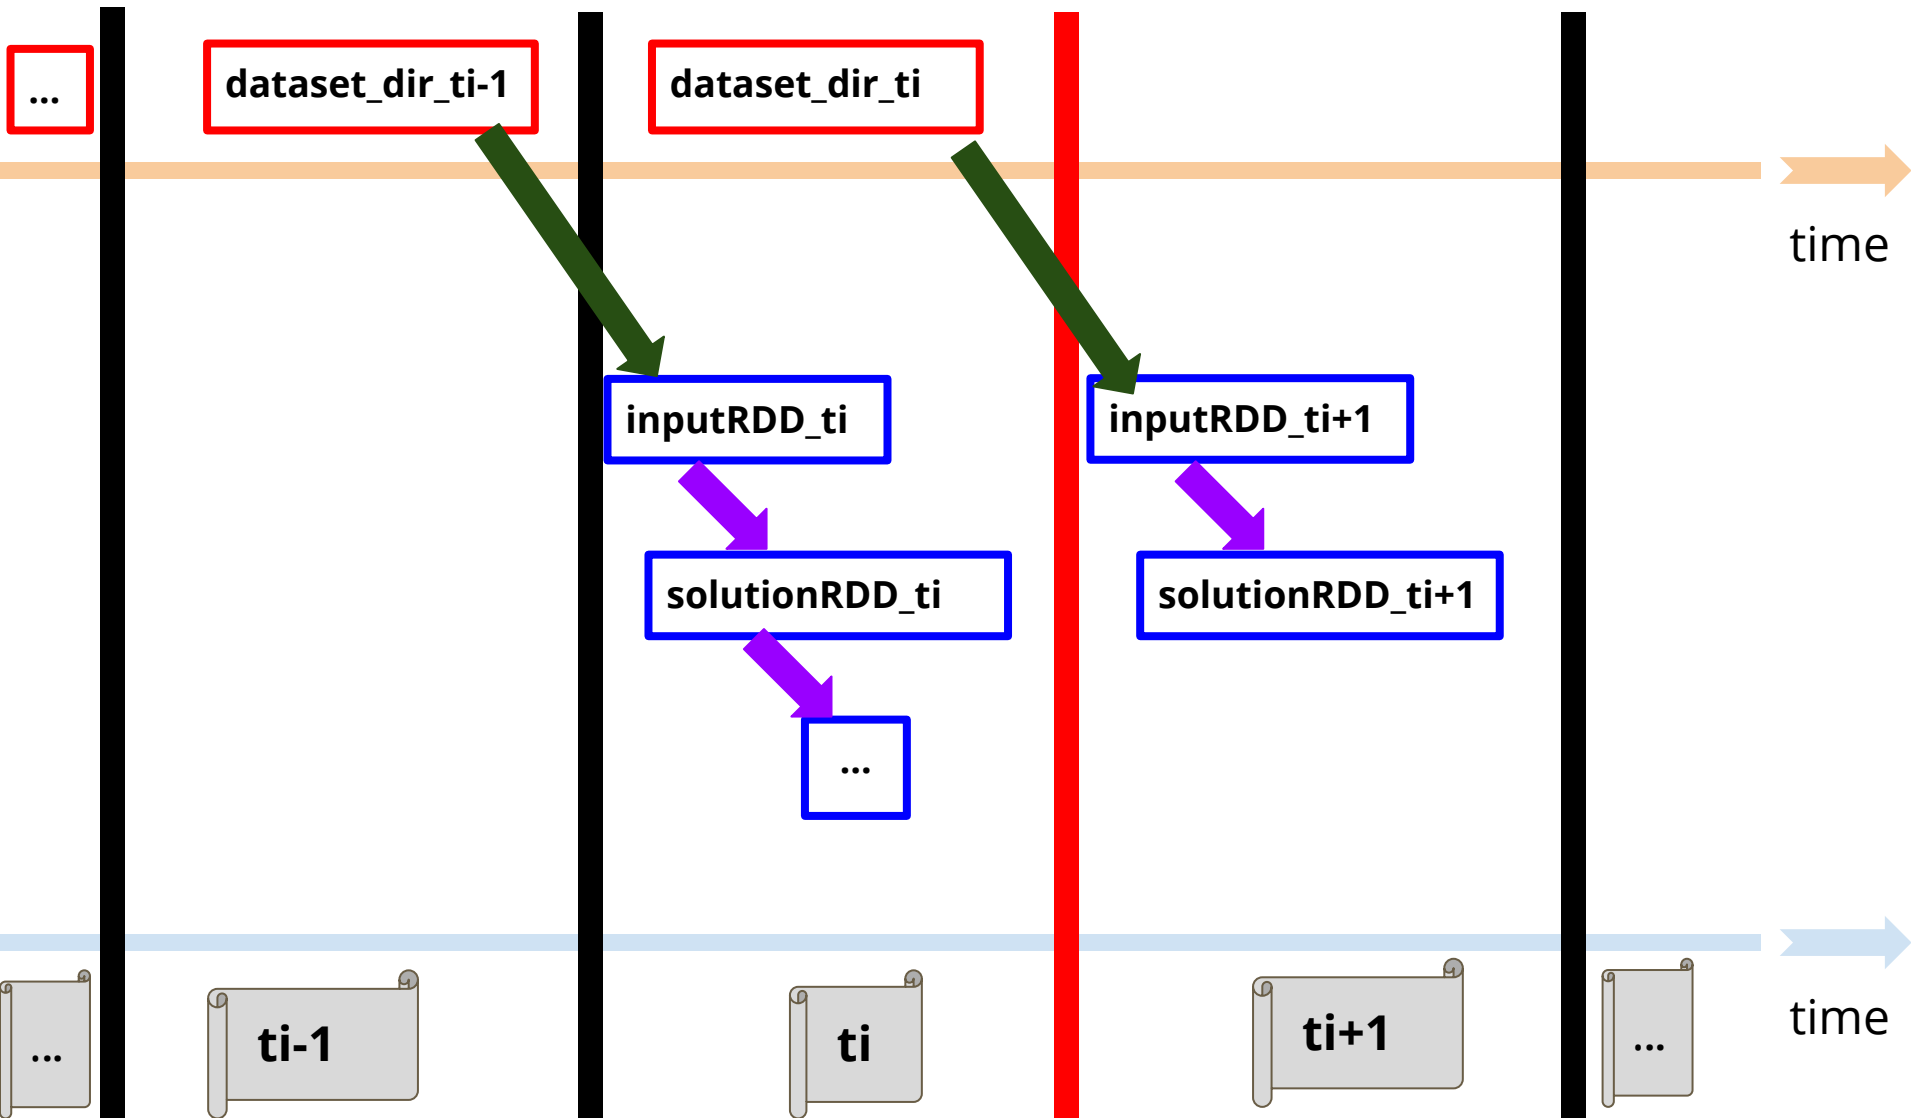 ...
dataset_dir_ti-1
dataset_dir_ti
time
inputRDD_ti
inputRDD_ti+1
solutionRDD_ti
solutionRDD_ti+1
...
...
ti-1
ti
ti+1
...
time